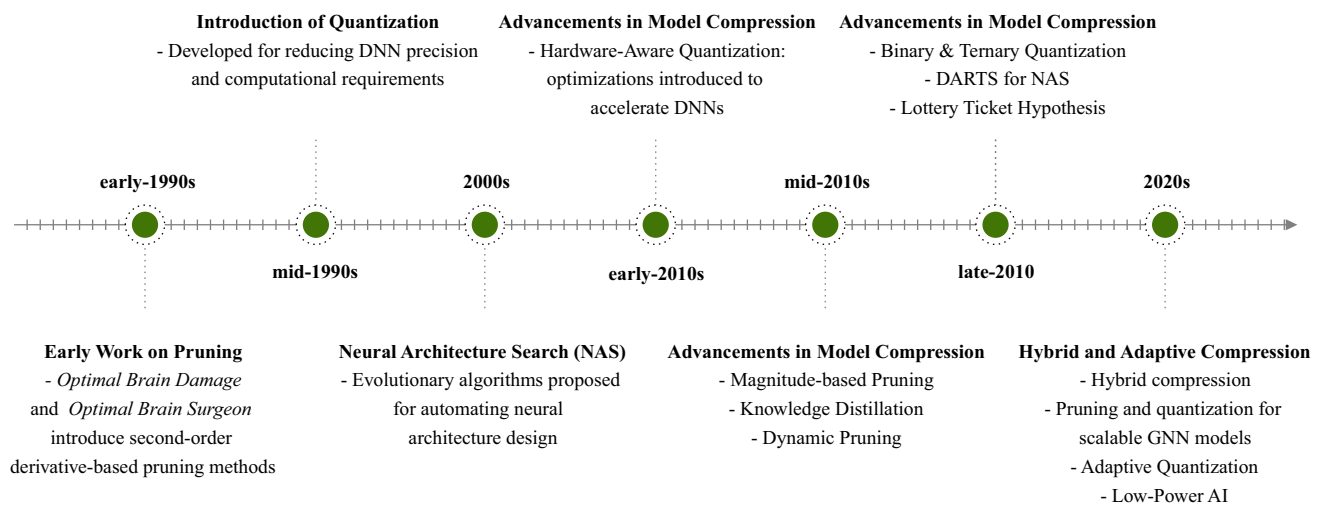 Introduction of Quantization
- Developed for reducing DNN precision
and computational requirements
Advancements in Model Compression
- Hardware-Aware Quantization:
optimizations introduced to
accelerate DNNs
Advancements in Model Compression
- Binary & Ternary Quantization
- DARTS for NAS
- Lottery Ticket Hypothesis
early-1990s
2000s
mid-2010s
2020s
mid-1990s
early-2010s
late-2010
Early Work on Pruning
- Optimal Brain Damage
and Optimal Brain Surgeon
introduce second-order
derivative-based pruning methods
Neural Architecture Search (NAS)
- Evolutionary algorithms proposed
for automating neural
architecture design
Advancements in Model Compression
- Magnitude-based Pruning
- Knowledge Distillation
- Dynamic Pruning
Hybrid and Adaptive Compression
- Hybrid compression
- Pruning and quantization for
scalable GNN models
- Adaptive Quantization
- Low-Power AI